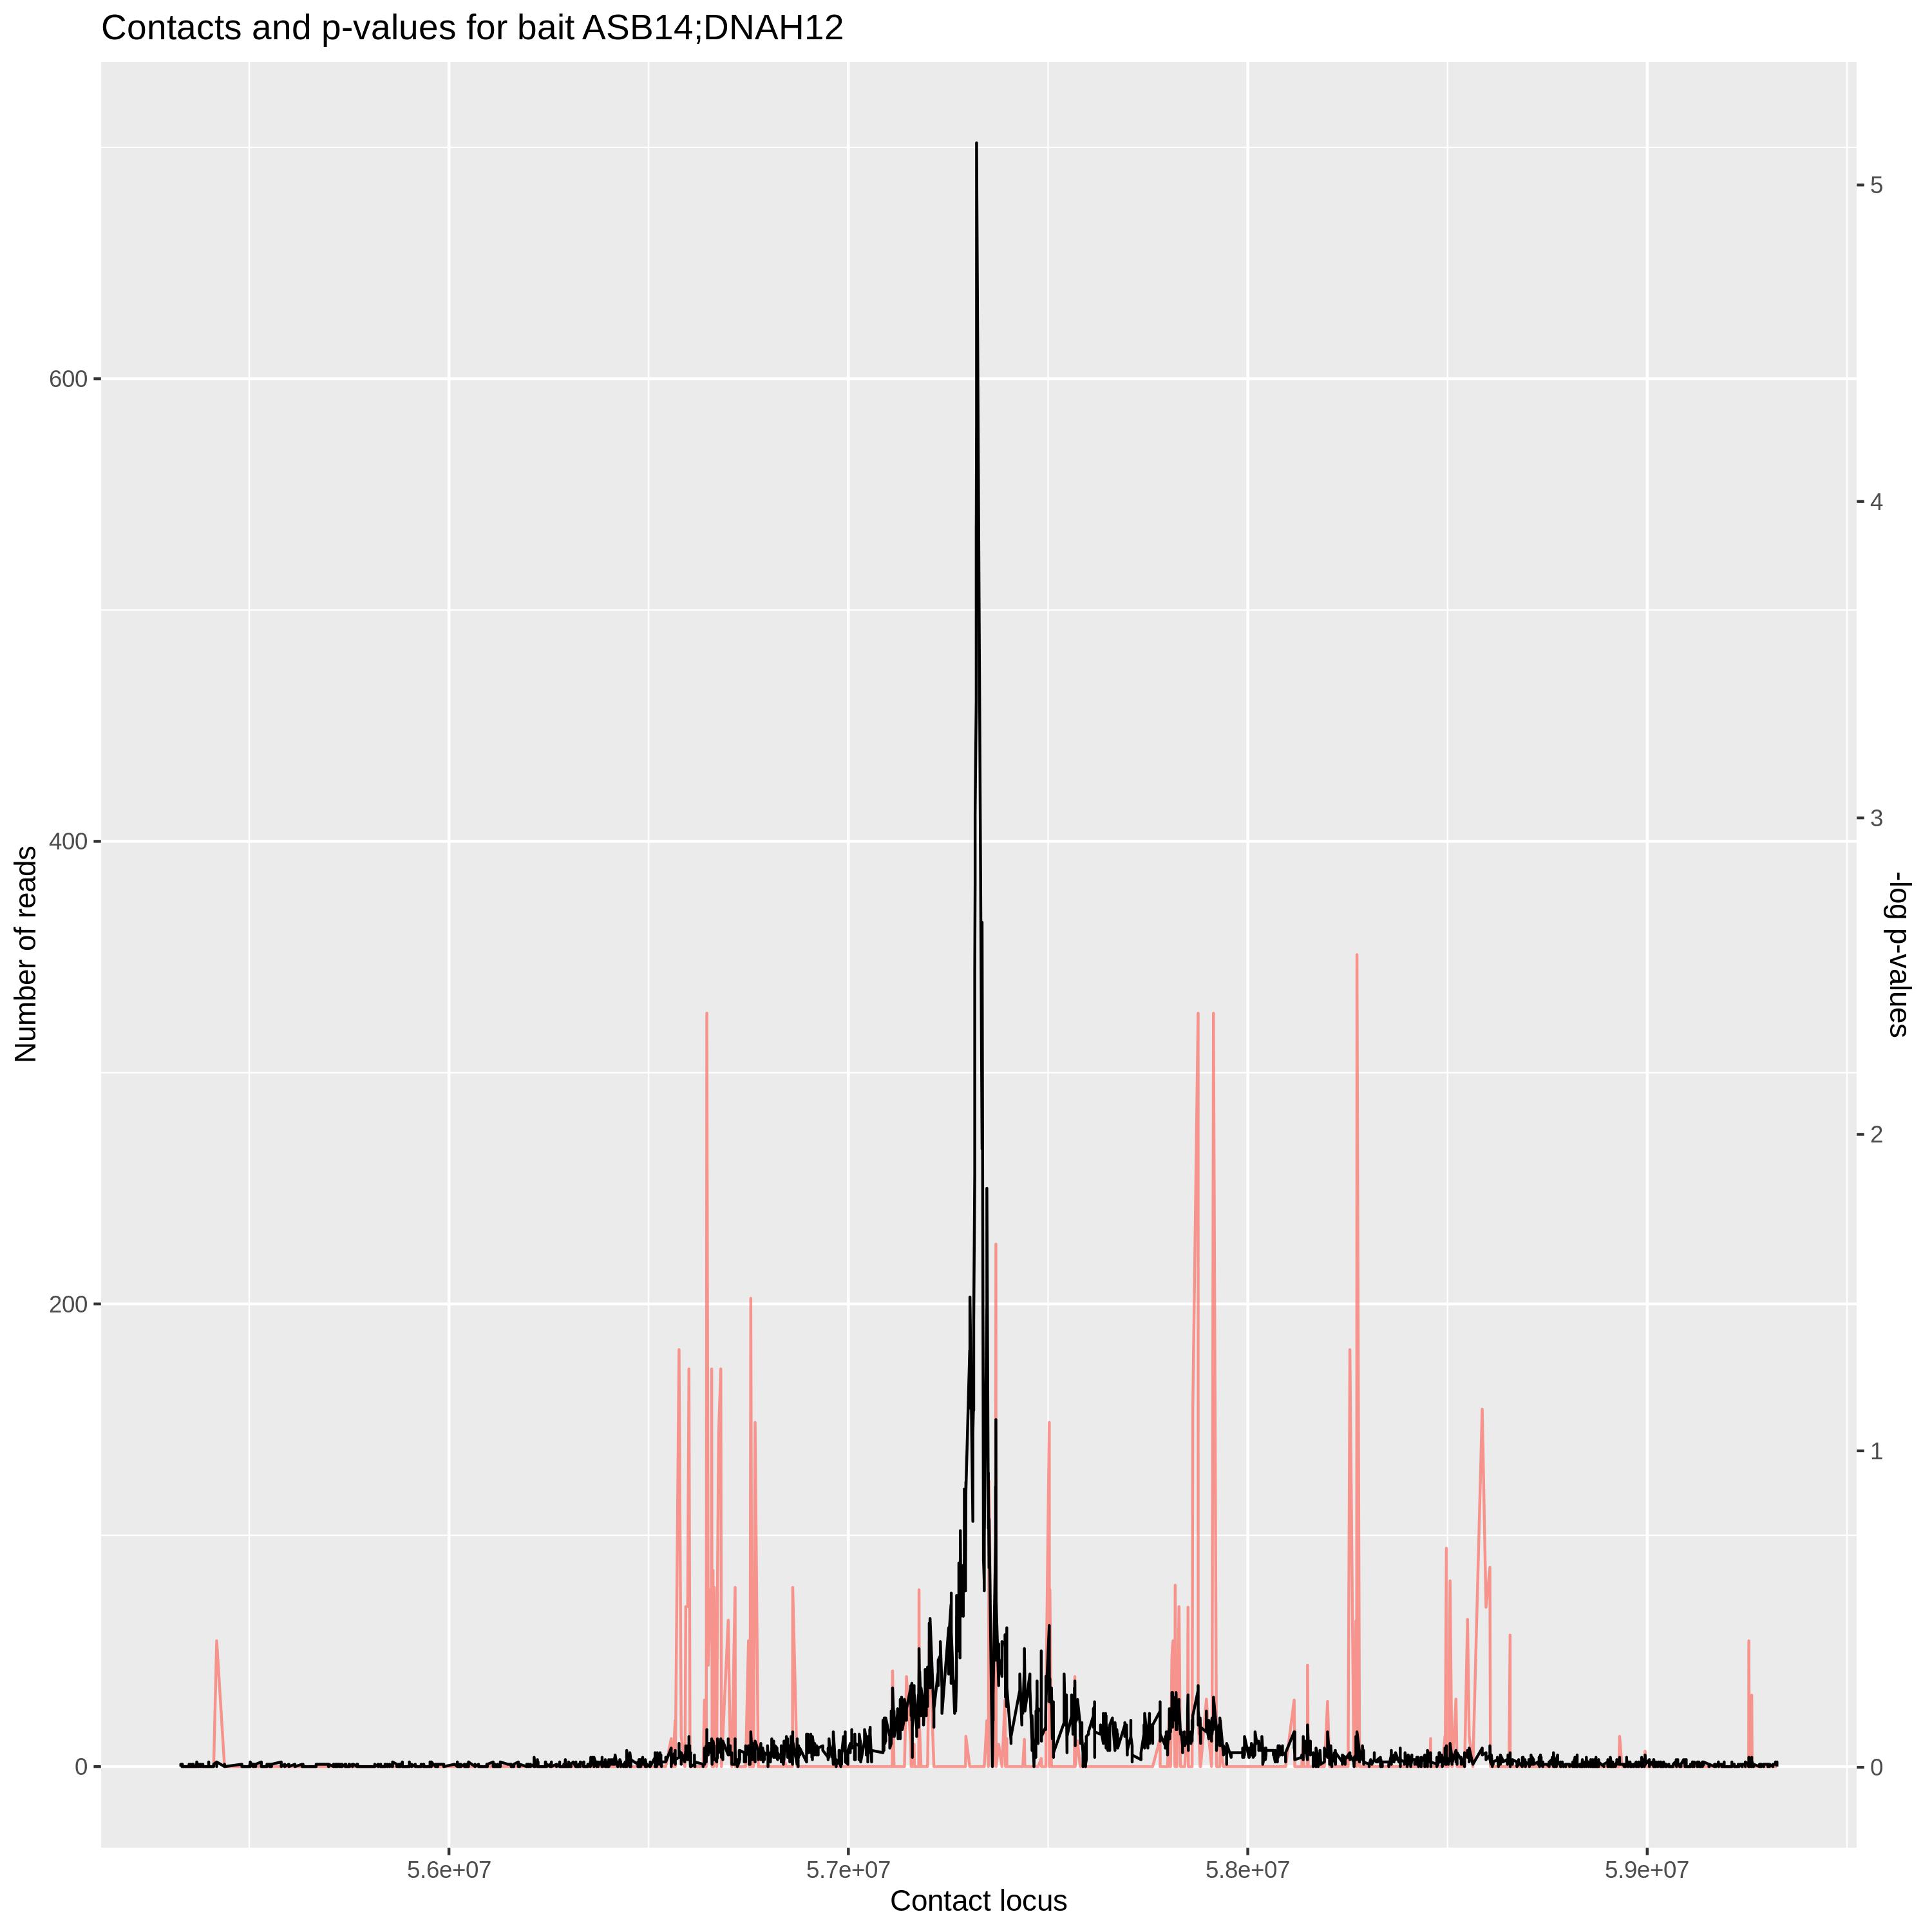 Contacts and p-values for bait ASB14;DNAH12
Number of reads
600
400
200
0
5
4
3
2
1
0
-log p-values
5.6e+07
5.7e+07
5.8e+07
5.9e+07
Contact locus